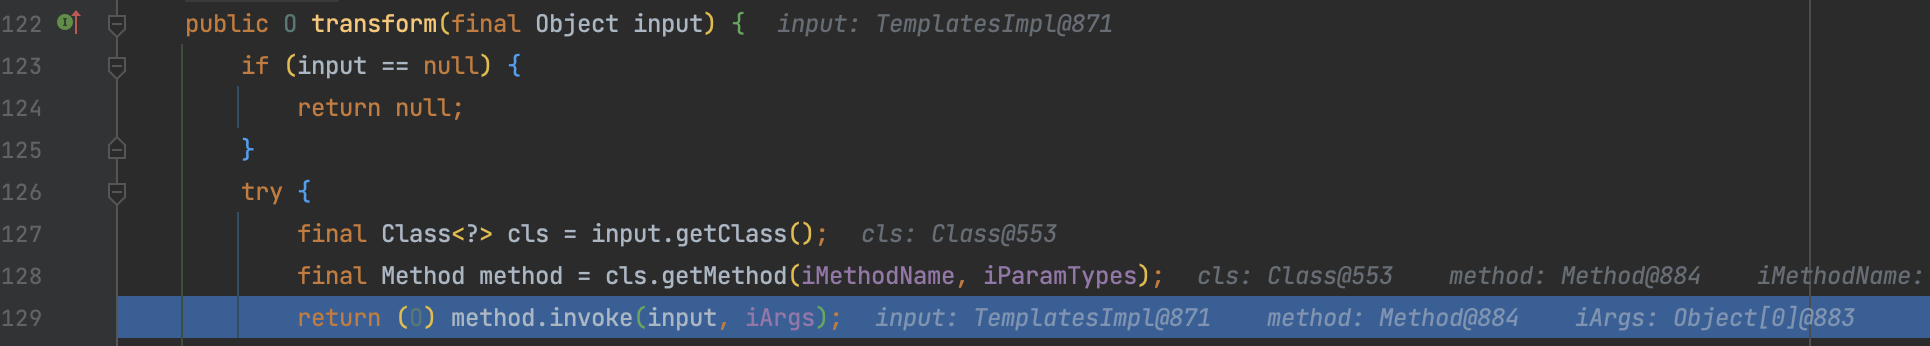 122 I public O transform(final Object input) { input: TemplatesImpl@871
123 if (input == null) {
124 return null;
125 }
126 try {
127 final Class<?> cls = input.getClass(); cls: Class@553
128 final Method method = cls.getMethod(iMethodName, iParamTypes); cls: Class@553 method: Method@884 iMethodName:
129 return (O) method.invoke(input, iArgs); input: TemplatesImpl@871 method: Method@884 iArgs: Object[0]@883